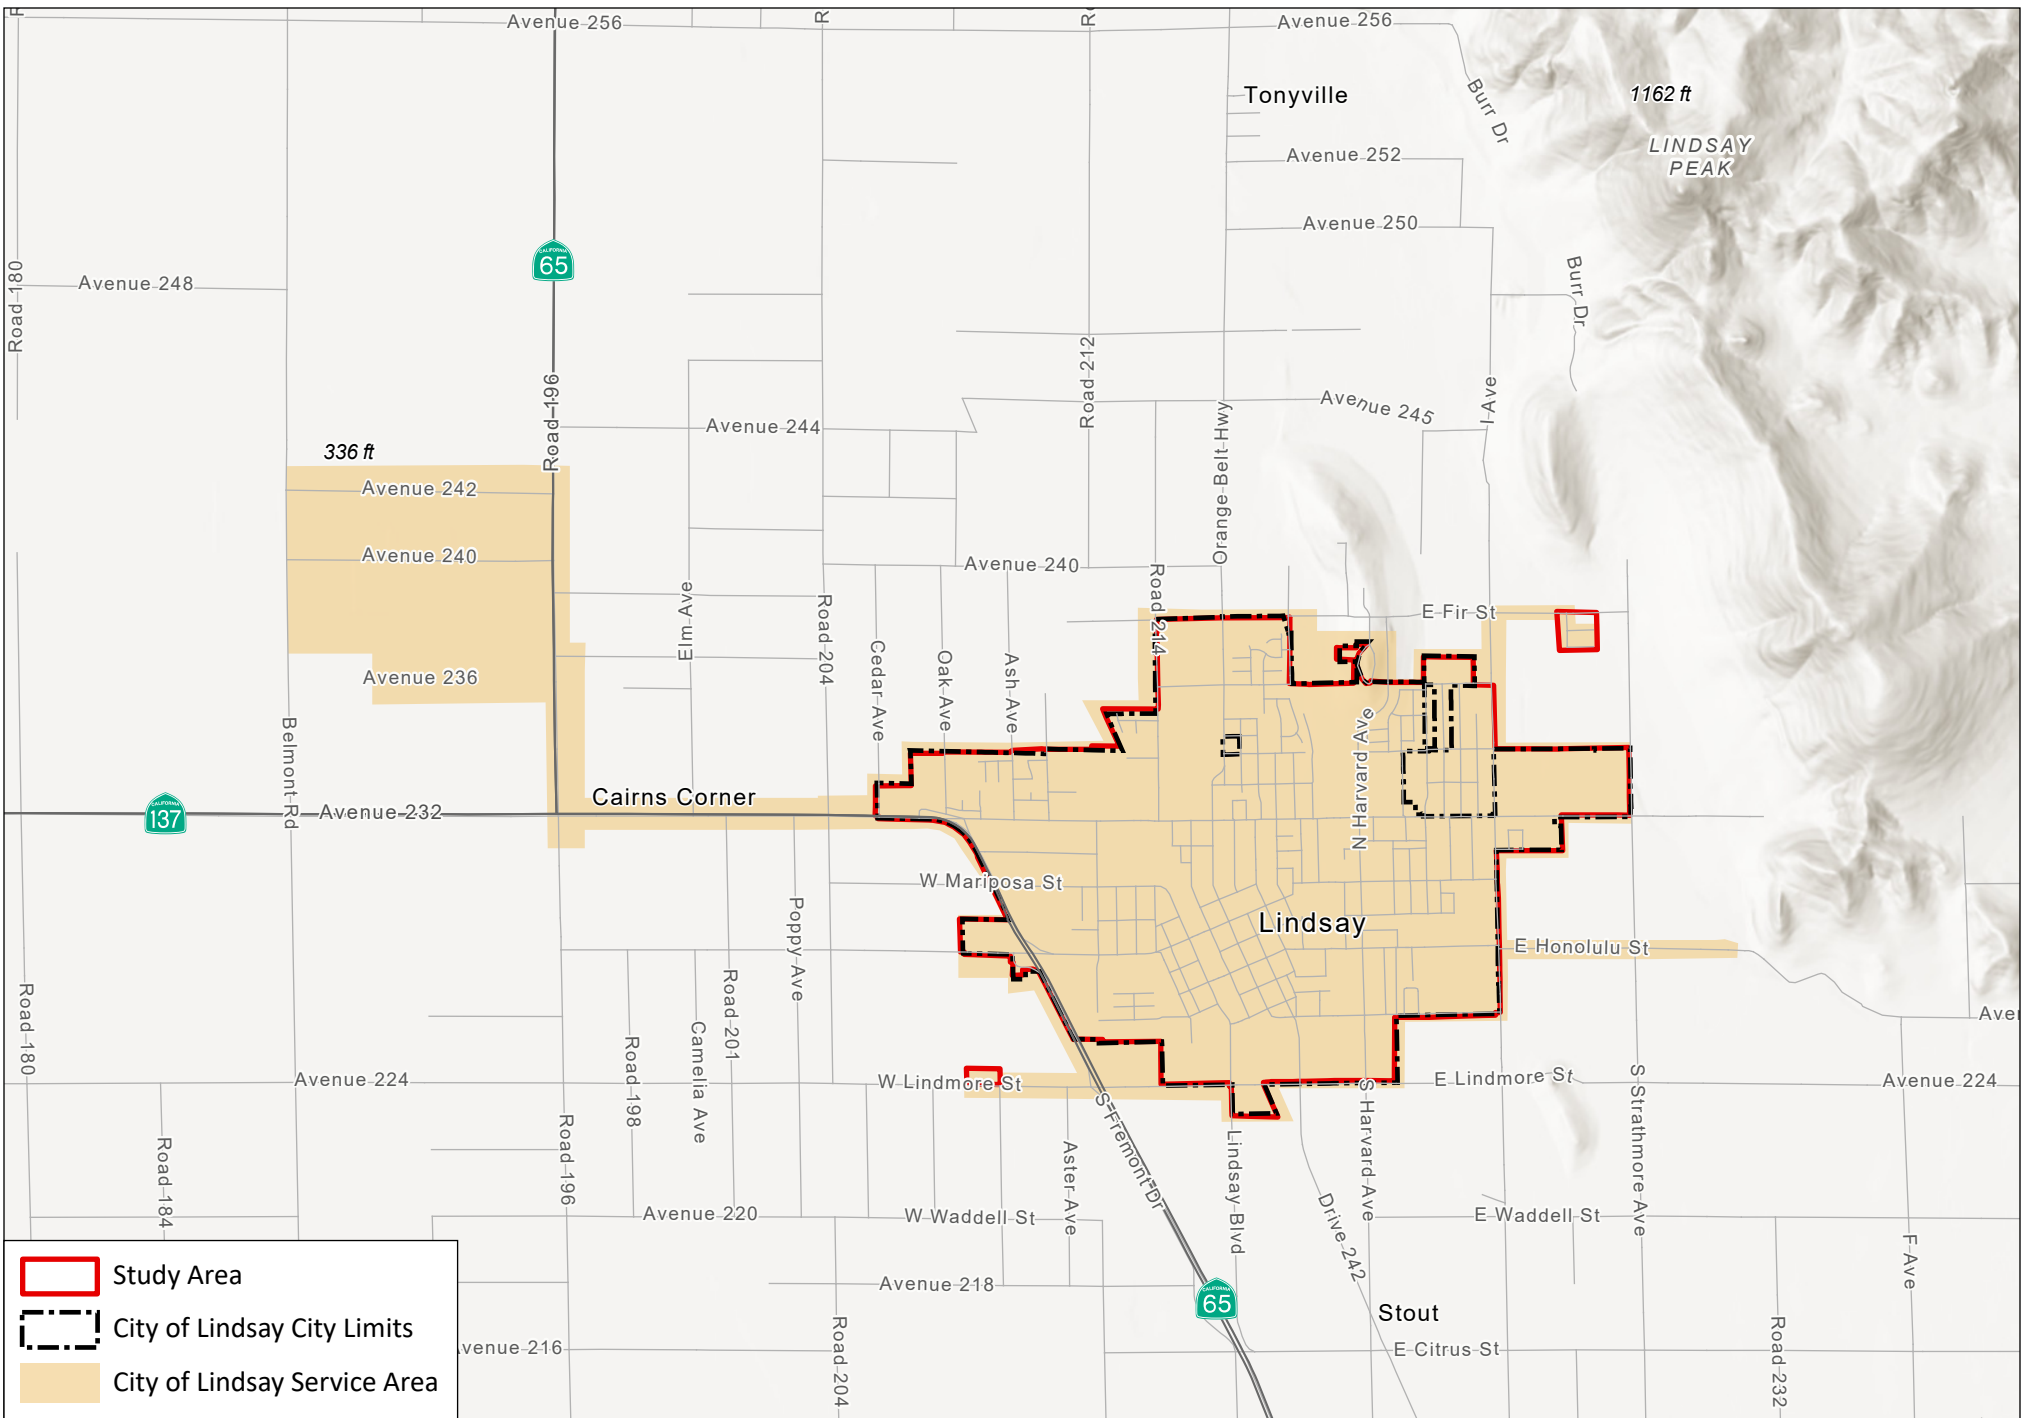 Avenue 256
Avenue 256
R
R
Tonyville
Burr Dr
1162 ft
LINDSAY
PEAK
Avenue 252
Avenue 250
CALIFORNIA
65
Burr Dr
Road 180
Avenue 248
Road 212
Road 196
I Ave
Avenue 245
Orange Belt Hwy
Avenue 244
336 ft
Avenue 242
Avenue 240
Avenue 240
Road 214
Elm Ave
Road 204
E Fir St
Cedar Ave
Oak Ave
Ash Ave
Avenue 236
Belmont Rd
N Harvard Ave
Cairns Corner
CALIFORNIA
137
Avenue 232
W Mariposa St
Poppy Ave
Lindsay
E Honolulu St
Road 180
Road 201
Camelia Ave
Road 198
Aven
Avenue 224
W Lindmore St
E Lindmore St
Avenue 224
S Strathmore Ave
S Harvard Ave
S Fremont Dr
Road 184
Road 196
Aster Ave
Lindsay Blvd
Drive 242
Avenue 220
W Waddell St
E Waddell St
F Ave
Avenue 218
CALIFORNIA
65
Stout
Road 204
Road 232
venue 216
E Citrus St
Study Area
City of Lindsay City Limits
City of Lindsay Service Area